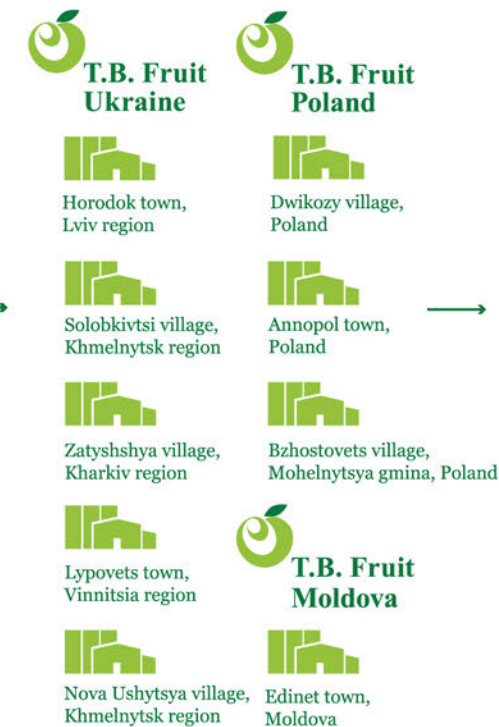 T.B. Fruit
Ukraine
Horodok town,
Lviv region
Solobkivtsi village,
Khmelnytsk region
Zatyshshya village,
Kharkiv region
Lypovets town,
Vinnitsia region
Nova Ushytsya village,
Khmelnytsk region
T.B. Fruit
Poland
Dwikozy village,
Poland
Annopol town,
Poland
Bzhostovets village,
Mohelnytsya gmina, Poland
T.B. Fruit
Moldova
Edinet town,
Moldova